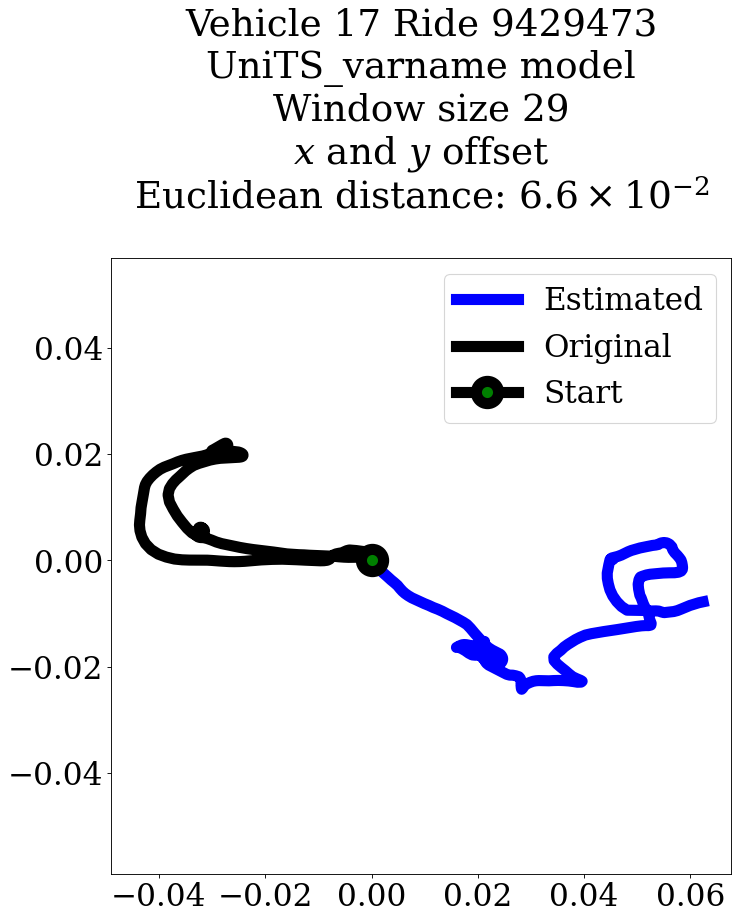 Vehicle 17 Ride 9429473
UniTS_varname model
Window size 29
x and y offset
Euclidean distance: 6.6 × 10⁻²
Estimated
Original
Start
0.04
0.02
0.00
−0.02
−0.04
−0.04 −0.02 0.00 0.02 0.04 0.06